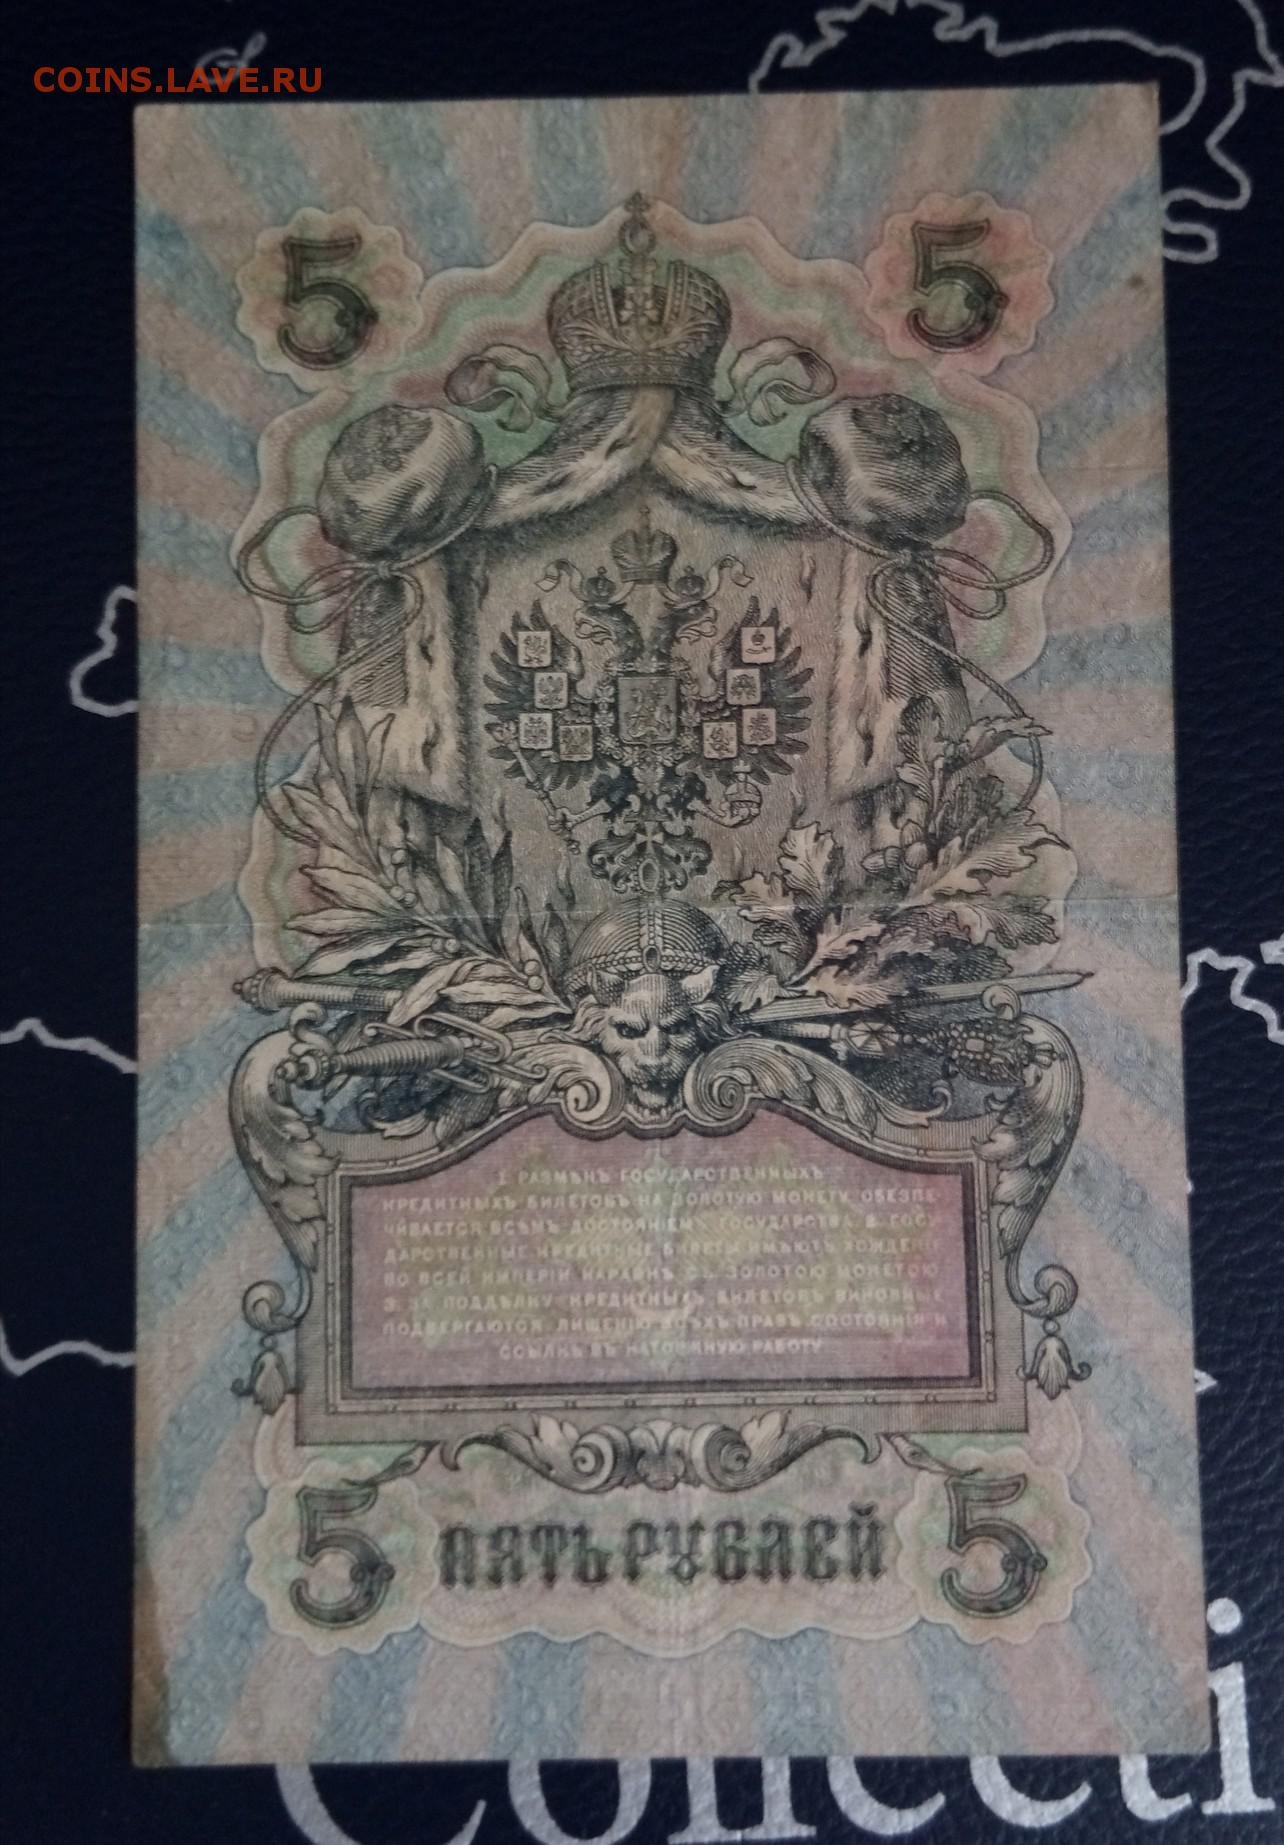 COINS.LAVE.RU
5 5
1 РАЗМѢНЪ ГОСУДАРСТВЕННЫХЪ
КРЕДИТНЫХЪ БИЛЕТОВЪ НА ЗОЛОТУЮ МОНЕТУ ОБЕЗПЕ-
ЧИВАЕТСЯ ВСѢМЪ ДОСТОЯНІЕМЪ ГОСУДАРСТВА. 2. ГОСУ-
ДАРСТВЕННЫЕ КРЕДИТНЫЕ БИЛЕТЫ ИМѢЮТЪ ХОЖДЕНІЕ
ВО ВСЕЙ ИМПЕРІИ НАРАВНѢ СЪ ЗОЛОТОЮ МОНЕТОЮ
3. ЗА ПОДДѢЛКУ КРЕДИТНЫХЪ БИЛЕТОВЪ ВИНОВНЫЕ
ПОДВЕРГАЮТСЯ ЛИШЕНІЮ ВСѢХЪ ПРАВЪ СОСТОЯНІЯ И
ССЫЛКѢ ВЪ КАТОРЖНУЮ РАБОТУ
5 ПЯТЬ РУБЛЕЙ 5
Collecti